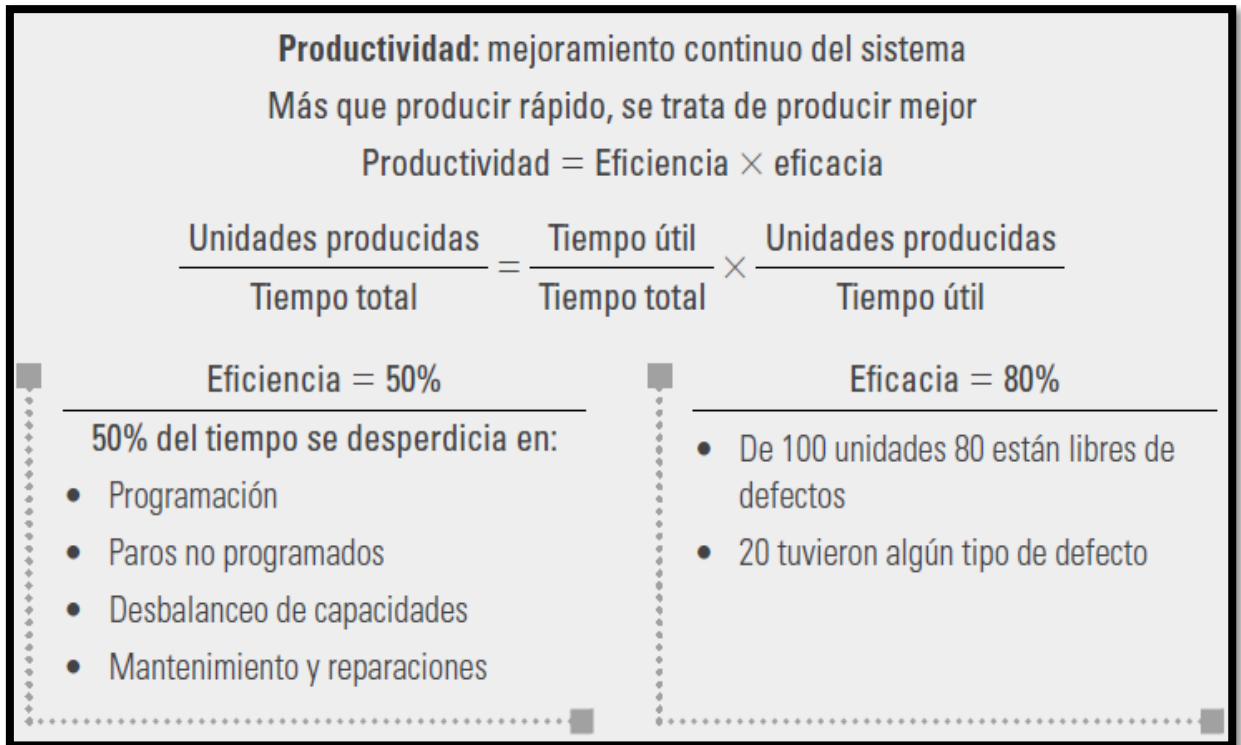 Productividad: mejoramiento continuo del sistema
Más que producir rápido, se trata de producir mejor
Productividad = Eficiencia × eficacia
Unidades producidas / Tiempo total = Tiempo útil / Tiempo total × Unidades producidas / Tiempo útil
Eficiencia = 50%
50% del tiempo se desperdicia en:
• Programación
• Paros no programados
• Desbalanceo de capacidades
• Mantenimiento y reparaciones
Eficacia = 80%
• De 100 unidades 80 están libres de
defectos
• 20 tuvieron algún tipo de defecto